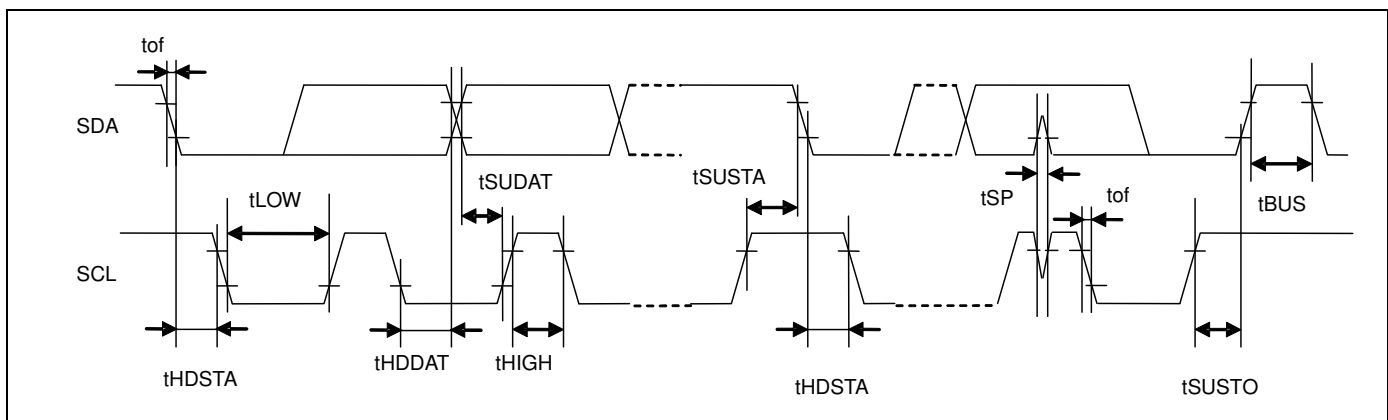 tof
SDA
tSUDAT
tSUSTA
tSP
tof
tBUS
tLOW
SCL
tHDSTA
tHDDAT
tHIGH
tHDSTA
tSUSTO